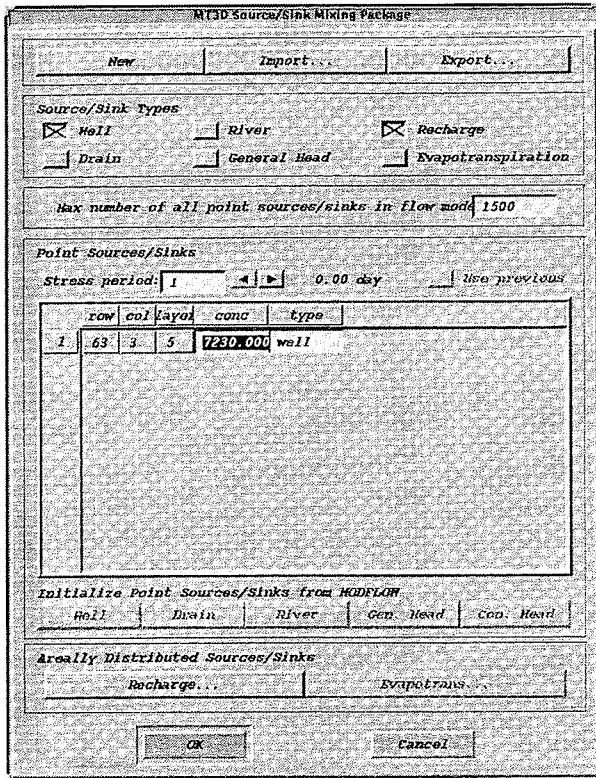 MT3D Source/Sink Mixing Package
New Import... Export...
Source/Sink Types
Well River Recharge
Drain General Head Evapotranspiration
Max number of all point sources/sinks in flow mode 1500
Point Sources/Sinks
Stress period: 1 0.00 day Use previous
row col layer conc type
1 63 3 5 7230.000 well
Initialize Point Sources/Sinks from MODFLOW
Well Drain River Gen. Head Con. Head
Areally Distributed Sources/Sinks
Recharge... Evapotrans...
OK Cancel